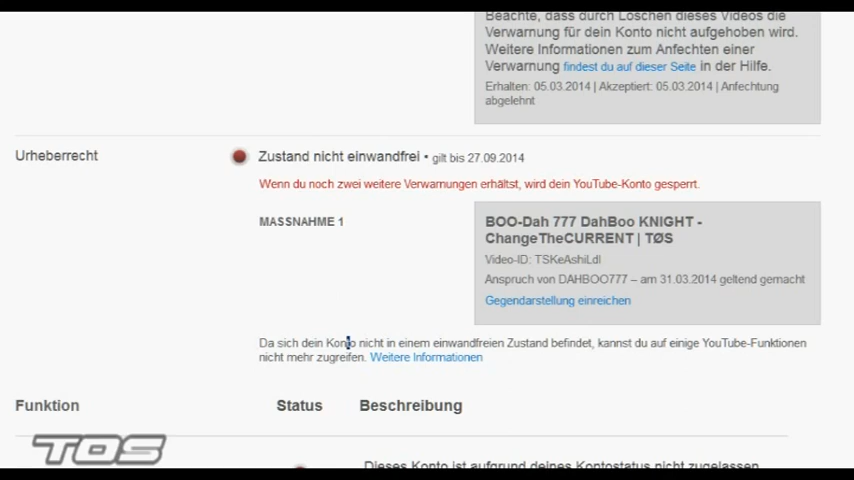 Beachte, dass durch Löschen dieses Videos die
Verwarnung für dein Konto nicht aufgehoben wird.
Weitere Informationen zum Anfechten einer
Verwarnung findest du auf dieser Seite in der Hilfe.
Erhalten: 05.03.2014 | Akzeptiert: 05.03.2014 | Anfechtung
abgelehnt
Urheberrecht
Zustand nicht einwandfrei • gilt bis 27.09.2014
Wenn du noch zwei weitere Verwarnungen erhältst, wird dein YouTube-Konto gesperrt.
MASSNAHME 1
BOO-Dah 777 DahBoo KNIGHT -
ChangeTheCURRENT | TØS
Video-ID: TSKeAshiLdI
Anspruch von DAHBOO777 – am 31.03.2014 geltend gemacht
Gegendarstellung einreichen
Da sich dein Konto nicht in einem einwandfreien Zustand befindet, kannst du auf einige YouTube-Funktionen
nicht mehr zugreifen. Weitere Informationen
Funktion Status Beschreibung
TOS
Dieses Konto ist aufgrund deines Kontostatus nicht zugelassen